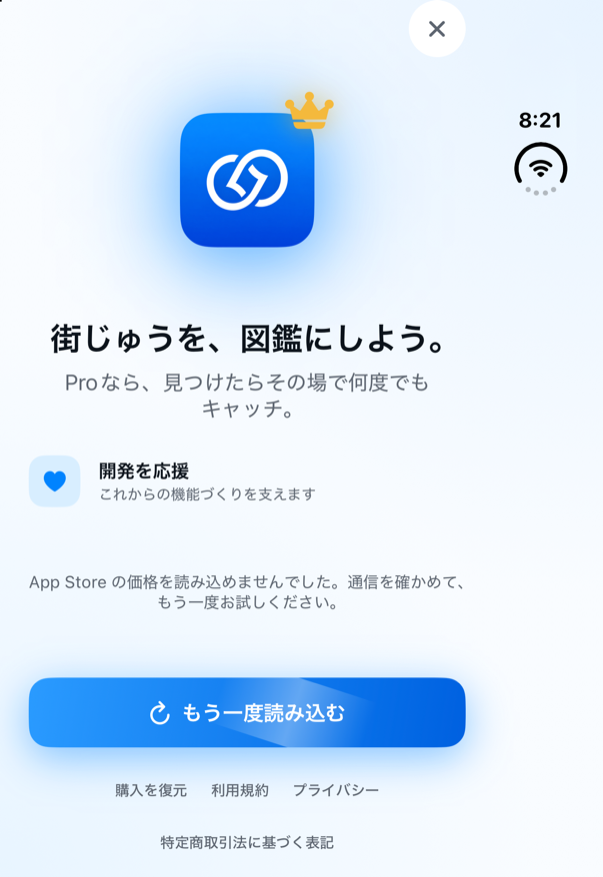 8:21
街じゅうを、図鑑にしよう。
Proなら、見つけたらその場で何度でも
キャッチ。
開発を応援
これからの機能づくりを支えます
App Store の価格を読み込めませんでした。通信を確かめて、
もう一度お試しください。
もう一度読み込む
購入を復元 利用規約 プライバシー
特定商取引法に基づく表記